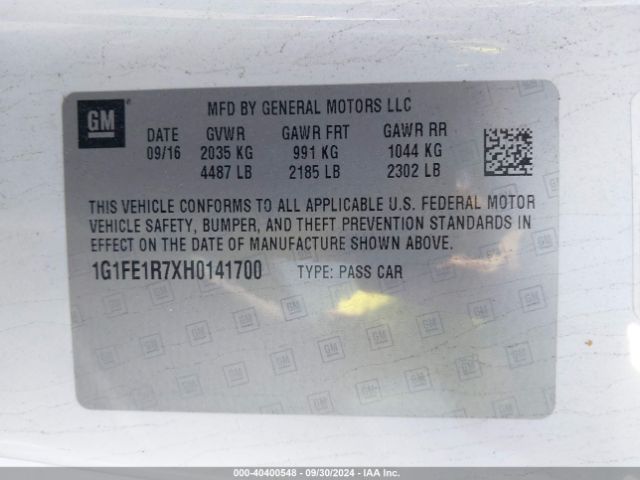 GM
MFD BY GENERAL MOTORS LLC
DATE GVWR GAWR FRT GAWR RR
09/16 2035 KG 991 KG 1044 KG
4487 LB 2185 LB 2302 LB
THIS VEHICLE CONFORMS TO ALL APPLICABLE U.S. FEDERAL MOTOR
VEHICLE SAFETY, BUMPER, AND THEFT PREVENTION STANDARDS IN
EFFECT ON THE DATE OF MANUFACTURE SHOWN ABOVE.
1G1FE1R7XH0141700 TYPE: PASS CAR
000-40400548 - 09/30/2024 - IAA Inc.